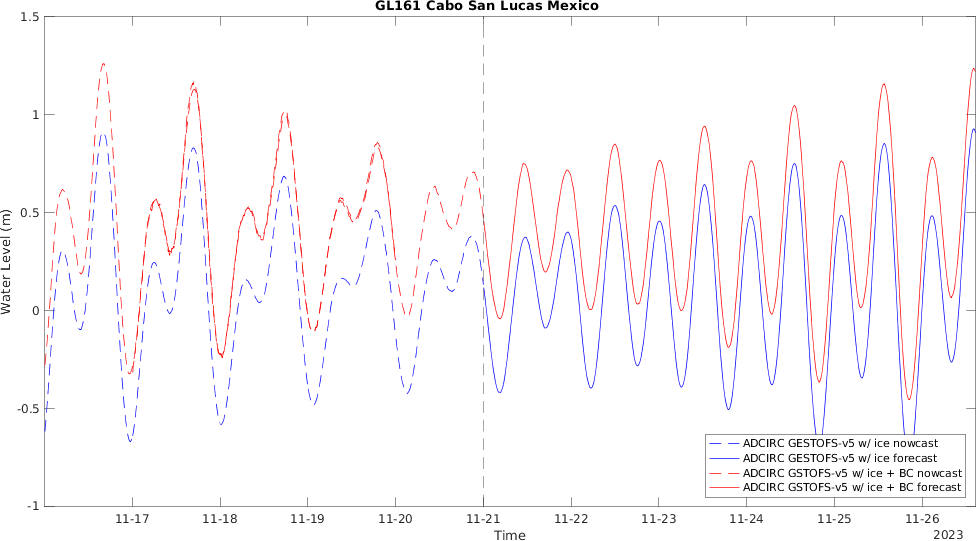 GL161 Cabo San Lucas Mexico
1.5
1
0.5
0
-0.5
-1
Water Level (m)
11-17 11-18 11-19 11-20 11-21 11-22 11-23 11-24 11-25 11-26
Time
2023
ADCIRC GESTOFS-v5 w/ ice nowcast
ADCIRC GESTOFS-v5 w/ ice forecast
ADCIRC GSTOFS-v5 w/ ice + BC nowcast
ADCIRC GSTOFS-v5 w/ ice + BC forecast